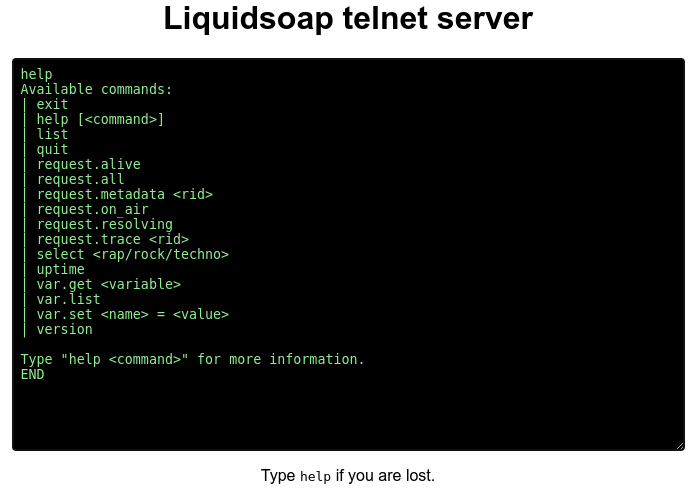 Liquidsoap telnet server
help
Available commands:
| exit
| help [<command>]
| list
| quit
| request.alive
| request.all
| request.metadata <rid>
| request.on_air
| request.resolving
| request.trace <rid>
| select <rap/rock/techno>
| uptime
| var.get <variable>
| var.list
| var.set <name> = <value>
| version
Type "help <command>" for more information.
END
Type help if you are lost.